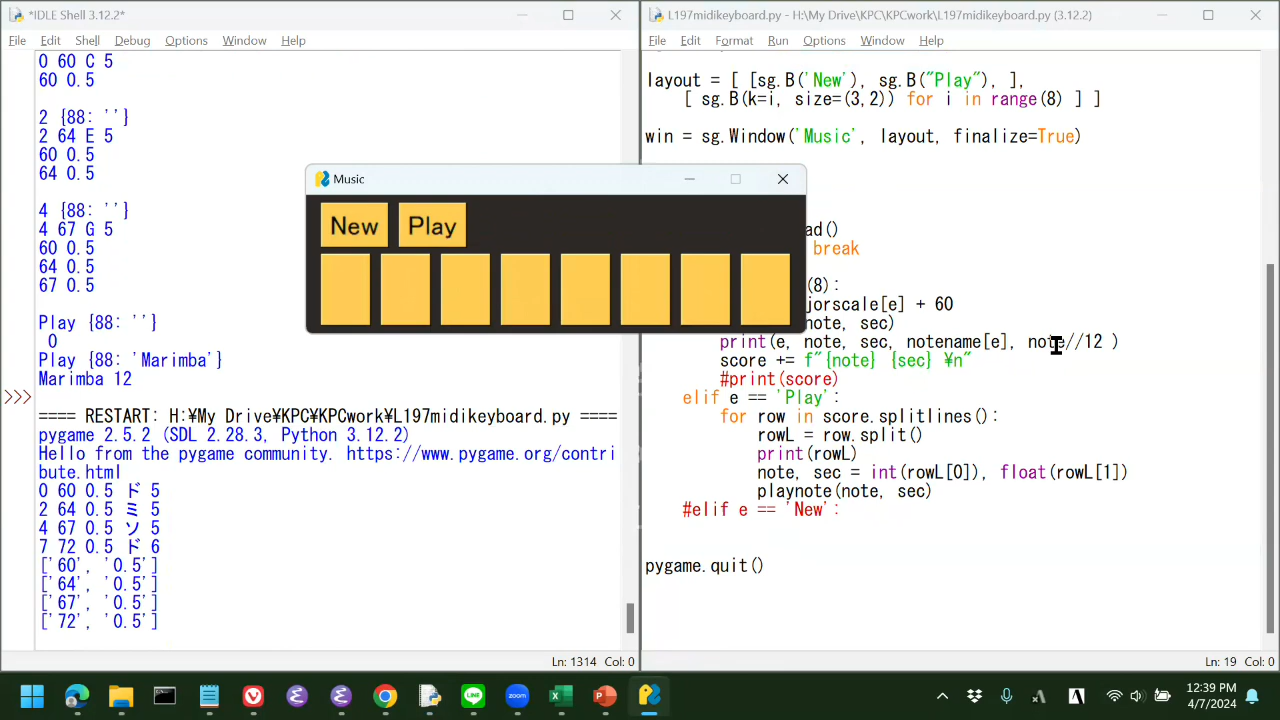 *IDLE Shell 3.12.2*
File Edit Shell Debug Options Window Help
0 60 C 5
60 0.5
2 {88: ''}
2 64 E 5
60 0.5
64 0.5
4 {88: ''}
4 67 G 5
60 0.5
64 0.5
67 0.5
Play {88: ''}
0
Play {88: 'Marimba'}
Marimba 12
>>>
==== RESTART: H:¥My Drive¥KPC¥KPCwork¥L197midikeyboard.py ====
pygame 2.5.2 (SDL 2.28.3, Python 3.12.2)
Hello from the pygame community. https://www.pygame.org/contri
bute.html
0 60 0.5 ド 5
2 64 0.5 ミ 5
4 67 0.5 ソ 5
7 72 0.5 ド 6
['60', '0.5']
['64', '0.5']
['67', '0.5']
['72', '0.5']
Ln: 1314 Col: 0
L197midikeyboard.py - H:\My Drive\KPC\KPCwork\L197midikeyboard.py (3.12.2)
File Edit Format Run Options Window Help
layout = [ [sg.B('New'), sg.B("Play"), ],
[ sg.B(k=i, size=(3,2)) for i in range(8) ] ]
win = sg.Window('Music', layout, finalize=True)
ad()
break
(8):
jorscale[e] + 60
note, sec)
print(e, note, sec, notename[e], note//12 )
score += f"{note} {sec} ¥n"
#print(score)
elif e == 'Play':
for row in score.splitlines():
rowL = row.split()
print(rowL)
note, sec = int(rowL[0]), float(rowL[1])
playnote(note, sec)
#elif e == 'New':
pygame.quit()
Ln: 19 Col: 0
Music
New Play
12:39 PM
4/7/2024